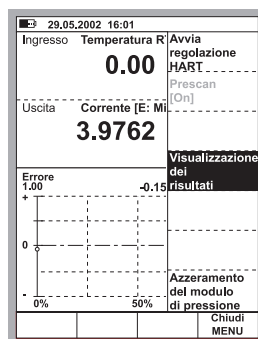 29.05.2002 16:01
Ingresso Temperatura R
0.00
Uscita Corrente [E: Mi
3.9762
Errore
1.00 -0.15
+
0
-
0% 50%
Avvia
regolazione
HART
Prescan
[On]
Visualizzazione
dei
risultati
Azzeramento
del modulo
di pressione
Chiudi
MENU